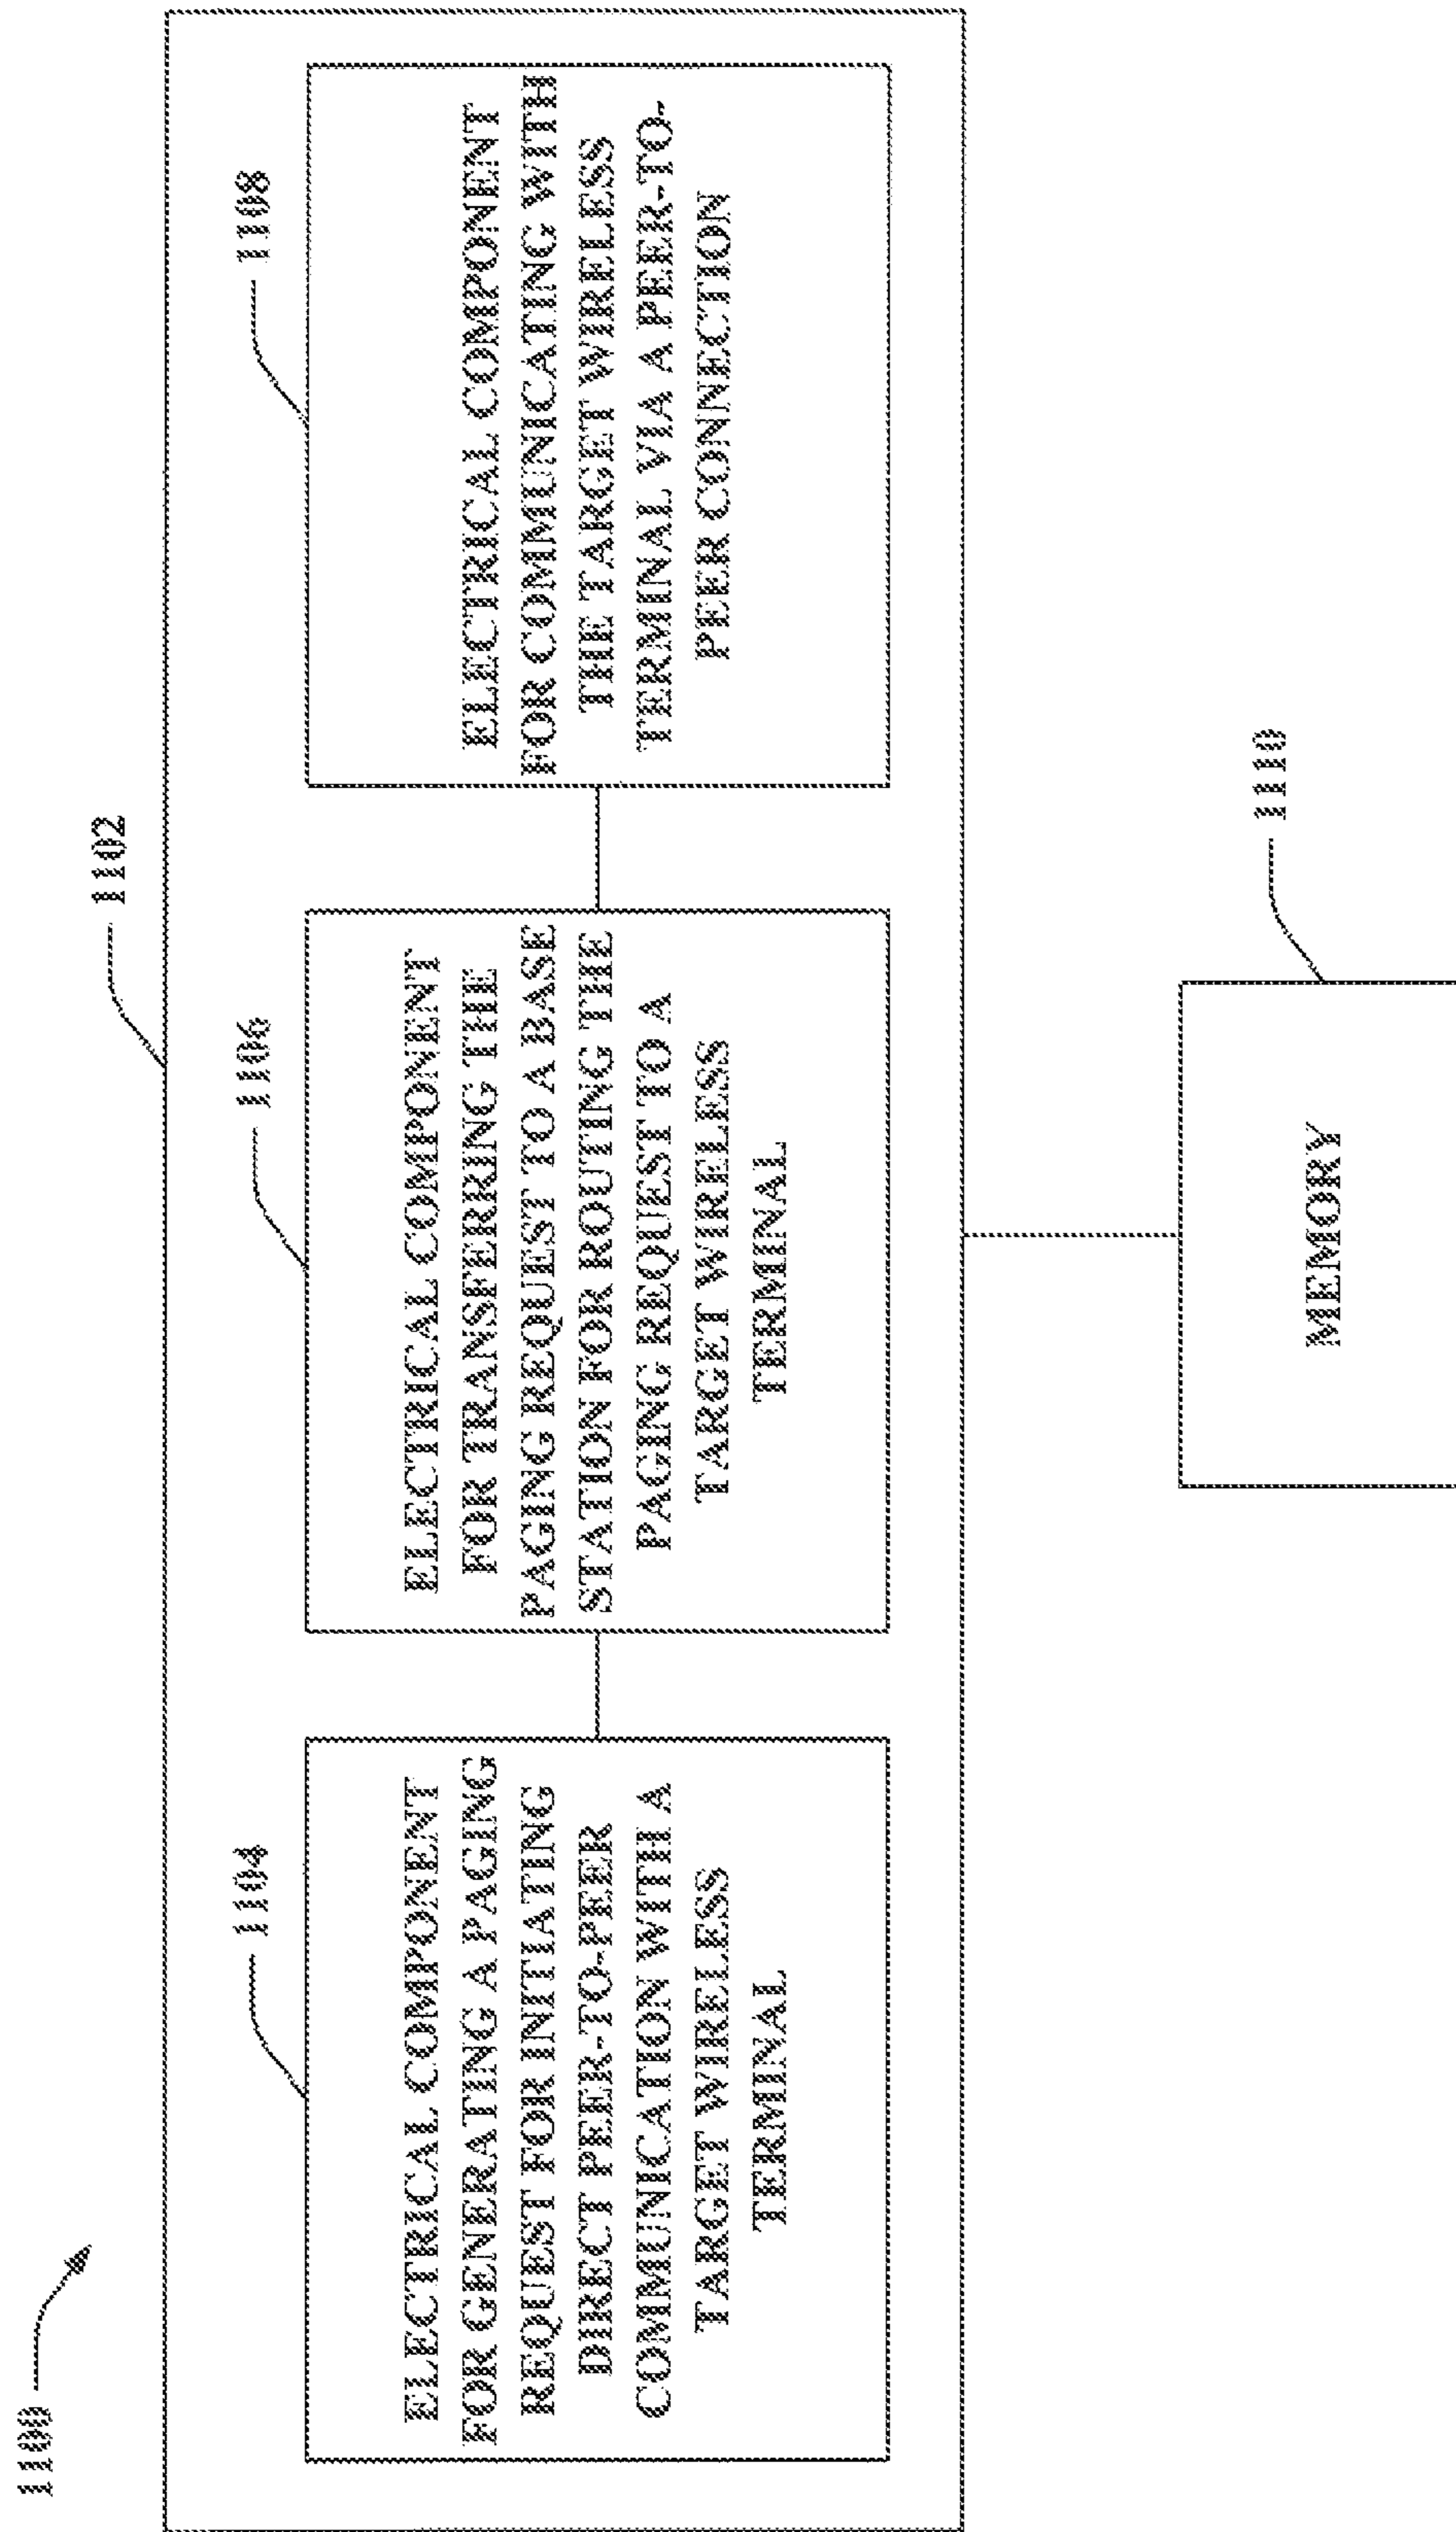 1100
1102
1104
ELECTRICAL COMPONENT
FOR GENERATING A PAGING
REQUEST FOR INITIATING
DIRECT PEER-TO-PEER
COMMUNICATION WITH A
TARGET WIRELESS
TERMINAL
1106
ELECTRICAL COMPONENT
FOR TRANSFERRING THE
PAGING REQUEST TO A BASE
STATION FOR ROUTING THE
PAGING REQUEST TO A
TARGET WIRELESS
TERMINAL
1108
ELECTRICAL COMPONENT
FOR COMMUNICATING WITH
THE TARGET WIRELESS
TERMINAL VIA A PEER-TO-
PEER CONNECTION
1110
MEMORY